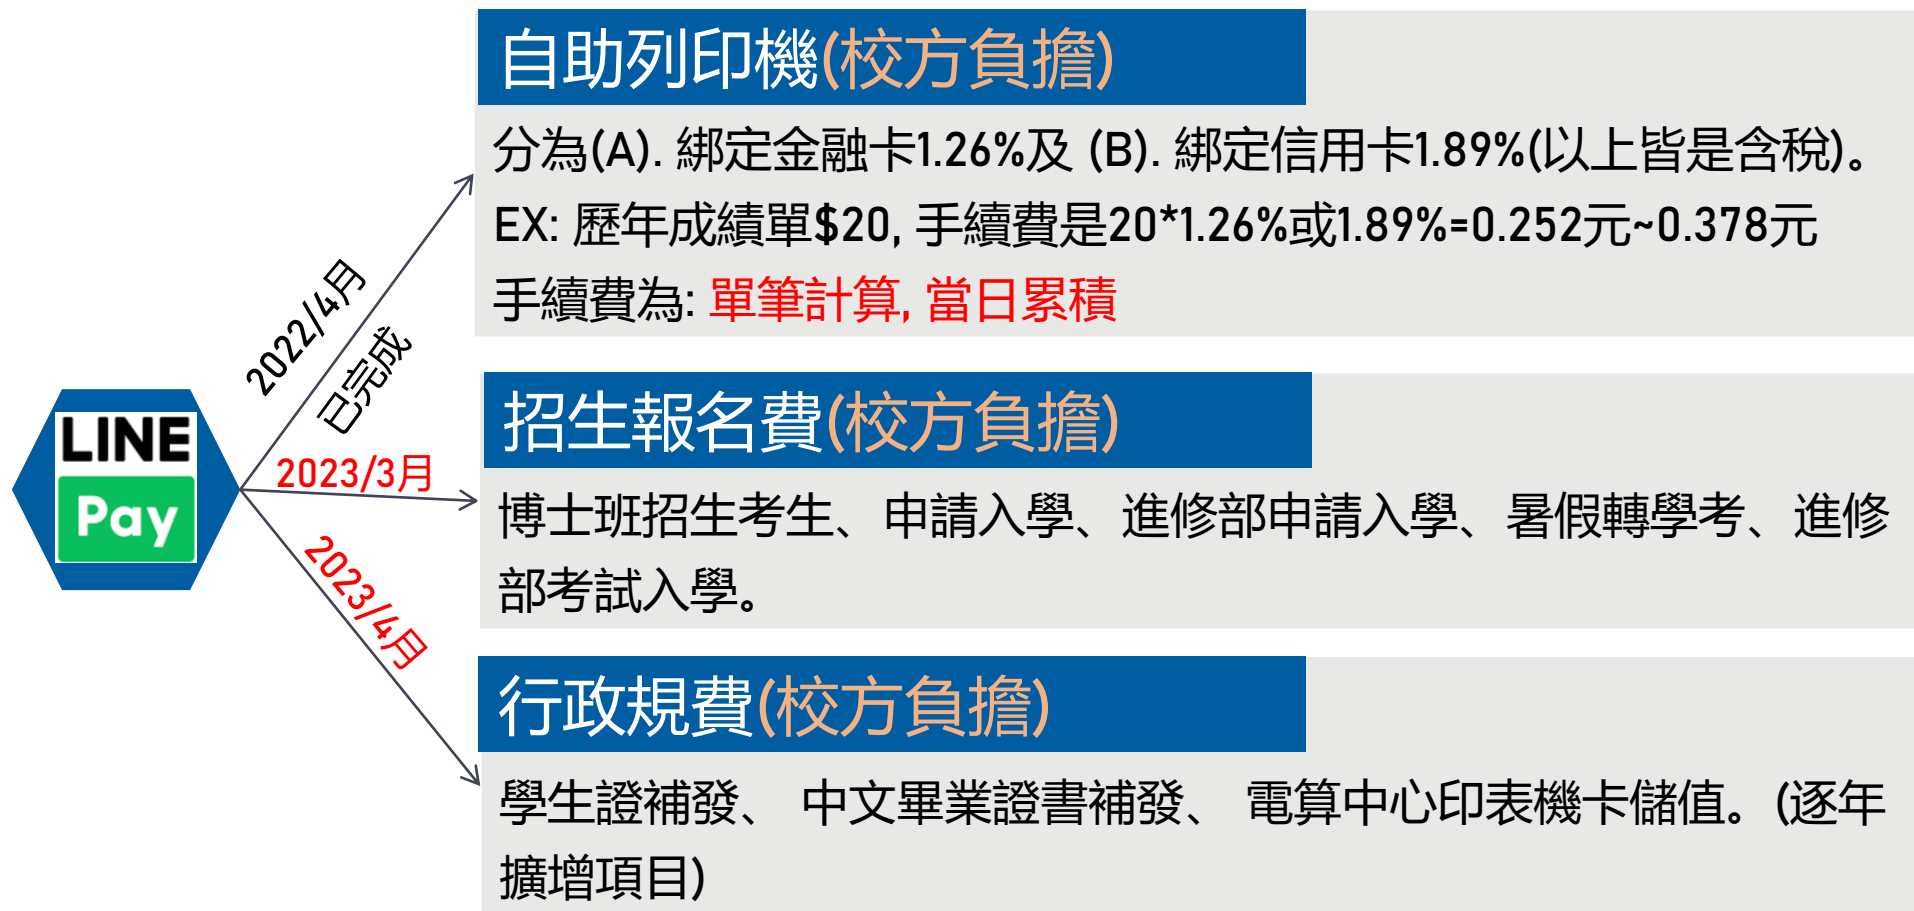 自助列印機(校方負擔)
分為(A). 綁定金融卡1.26%及 (B). 綁定信用卡1.89%(以上皆是含稅)。
EX: 歷年成績單$20, 手續費是20*1.26%或1.89%=0.252元~0.378元
手續費為: 單筆計算, 當日累積
2022/4月
已完成
LINE
Pay
2023/3月
招生報名費(校方負擔)
博士班招生考生、申請入學、進修部申請入學、暑假轉學考、進修
部考試入學。
2023/4月
行政規費(校方負擔)
學生證補發、 中文畢業證書補發、 電算中心印表機卡儲值。(逐年
擴增項目)